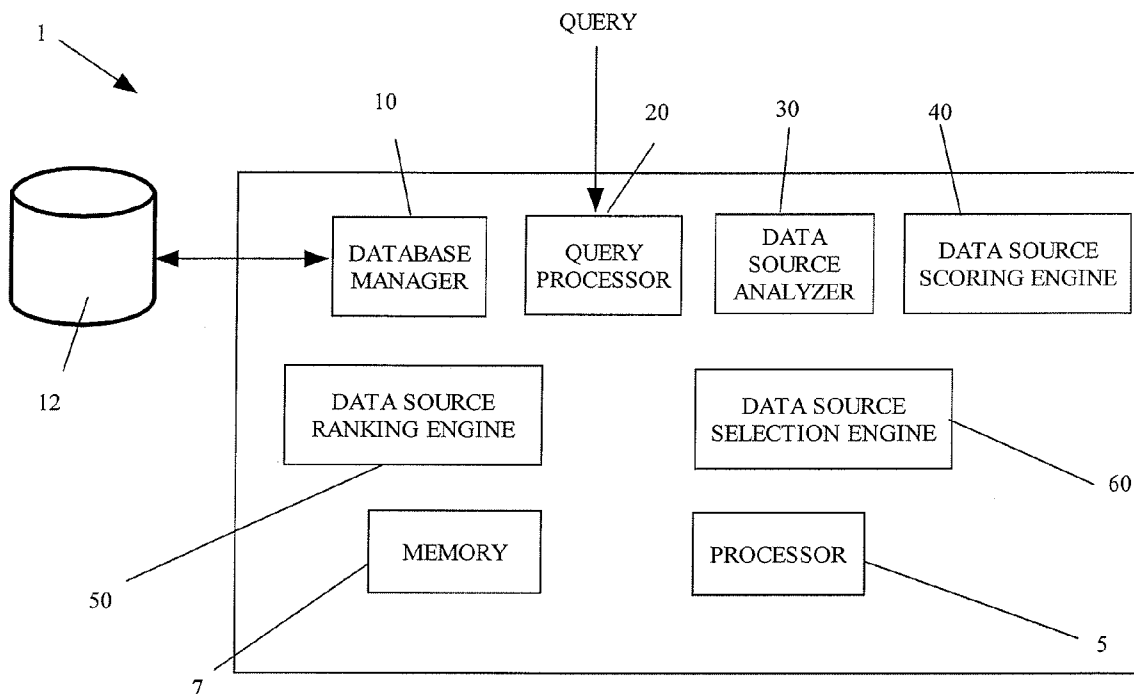 QUERY
1
10
20
30
40
DATABASE
MANAGER
QUERY
PROCESSOR
DATA
SOURCE
ANALYZER
DATA SOURCE
SCORING ENGINE
12
DATA SOURCE
RANKING ENGINE
DATA SOURCE
SELECTION ENGINE
60
MEMORY
PROCESSOR
50
7
5